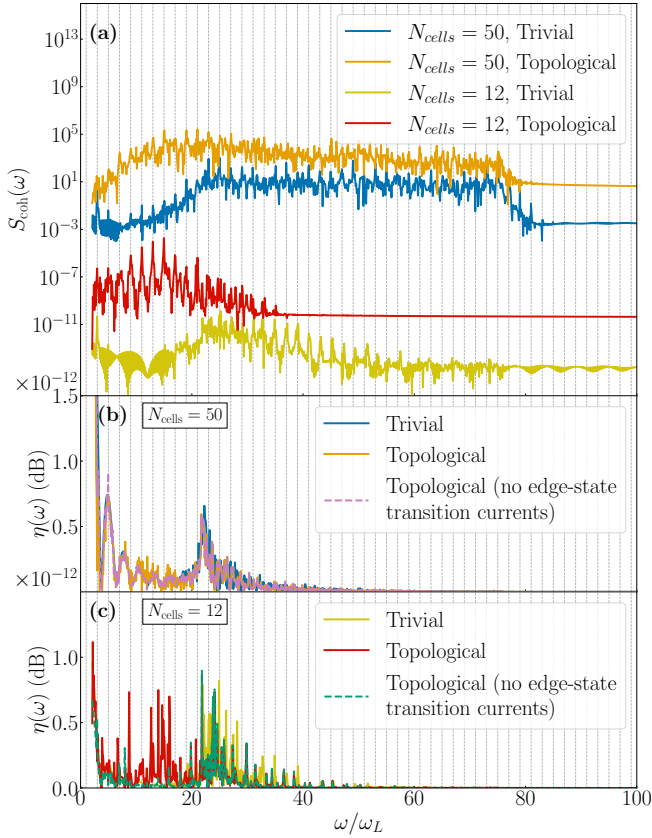 (a)
N_cells = 50, Trivial
N_cells = 50, Topological
N_cells = 12, Trivial
N_cells = 12, Topological
S_coh(ω)
10^13
10^9
10^5
10^1
10^−3
10^−7
10^−11
×10^−12
(b)
N_cells = 50
Trivial
Topological
Topological (no edge-state
transition currents)
η(ω) (dB)
1.5
1.0
0.5
×10^−12
(c)
N_cells = 12
Trivial
Topological
Topological (no edge-state
transition currents)
η(ω) (dB)
1.0
0.5
0.0
0 20 40 60 80 100
ω/ω_L